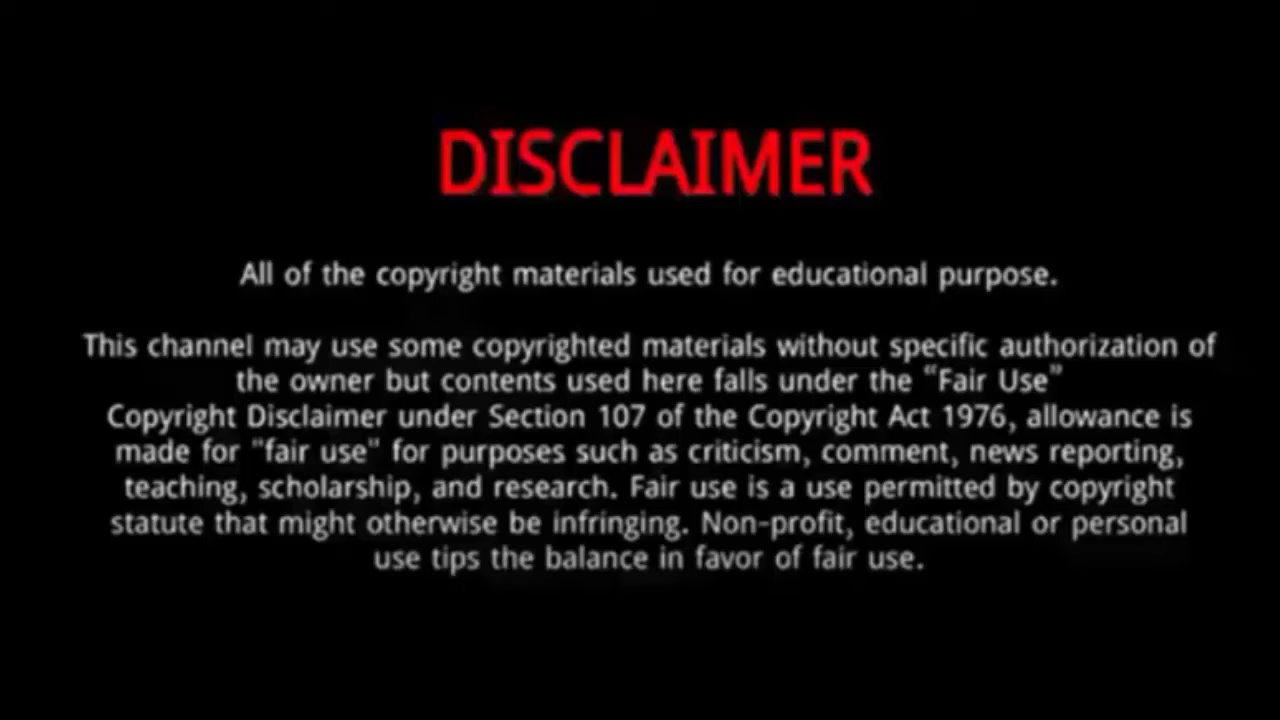 DISCLAIMER
All of the copyright materials used for educational purpose.
This channel may use some copyrighted materials without specific authorization of
the owner but contents used here falls under the “Fair Use”
Copyright Disclaimer under Section 107 of the Copyright Act 1976, allowance is
made for "fair use" for purposes such as criticism, comment, news reporting,
teaching, scholarship, and research. Fair use is a use permitted by copyright
statute that might otherwise be infringing. Non-profit, educational or personal
use tips the balance in favor of fair use.